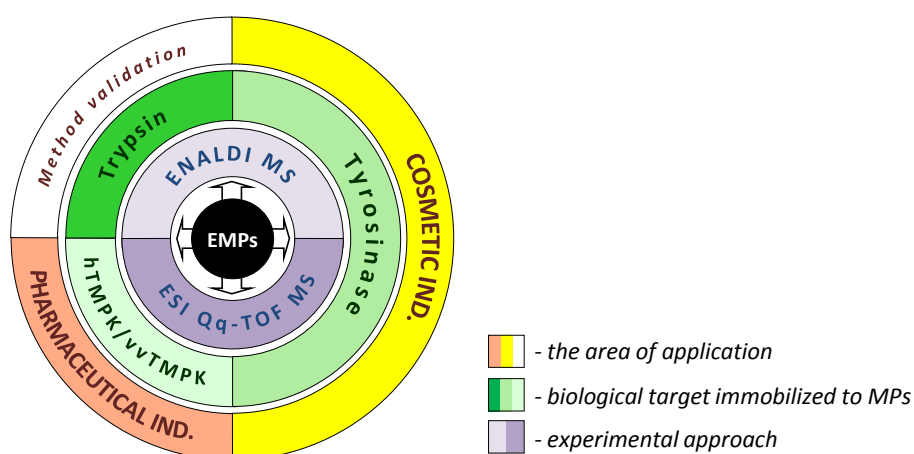 Method validation
Trypsin
ENALDI MS
Tyrosinase
COSMETIC IND.
EMPs
hTMPK/vvTMPK
ESI Qq-TOF MS
PHARMACEUTICAL IND.
- the area of application
- biological target immobilized to MPs
- experimental approach